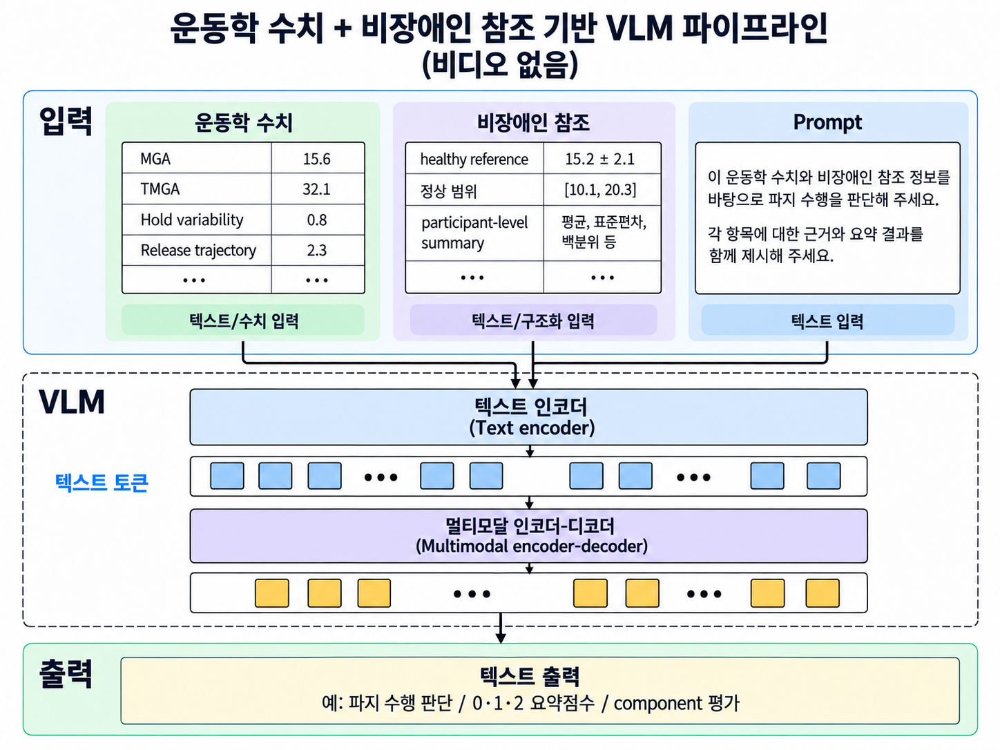 운동학 수치 + 비장애인 참조 기반 VLM 파이프라인
(비디오 없음)
입력
운동학 수치
MGA 15.6
TMGA 32.1
Hold variability 0.8
Release trajectory 2.3
••• •••
텍스트/수치 입력
비장애인 참조
healthy reference 15.2 ± 2.1
정상 범위 [10.1, 20.3]
participant-level
summary
평균, 표준편차,
백분위 등
••• •••
텍스트/구조화 입력
Prompt
이 운동학 수치와 비장애인 참조 정보를
바탕으로 파지 수행을 판단해 주세요.
각 항목에 대한 근거와 요약 결과를
함께 제시해 주세요.
텍스트 입력
VLM
텍스트 인코더
(Text encoder)
텍스트 토큰
••• •••
멀티모달 인코더-디코더
(Multimodal encoder-decoder)
••• •••
출력
텍스트 출력
예: 파지 수행 판단 / 0·1·2 요약점수 / component 평가